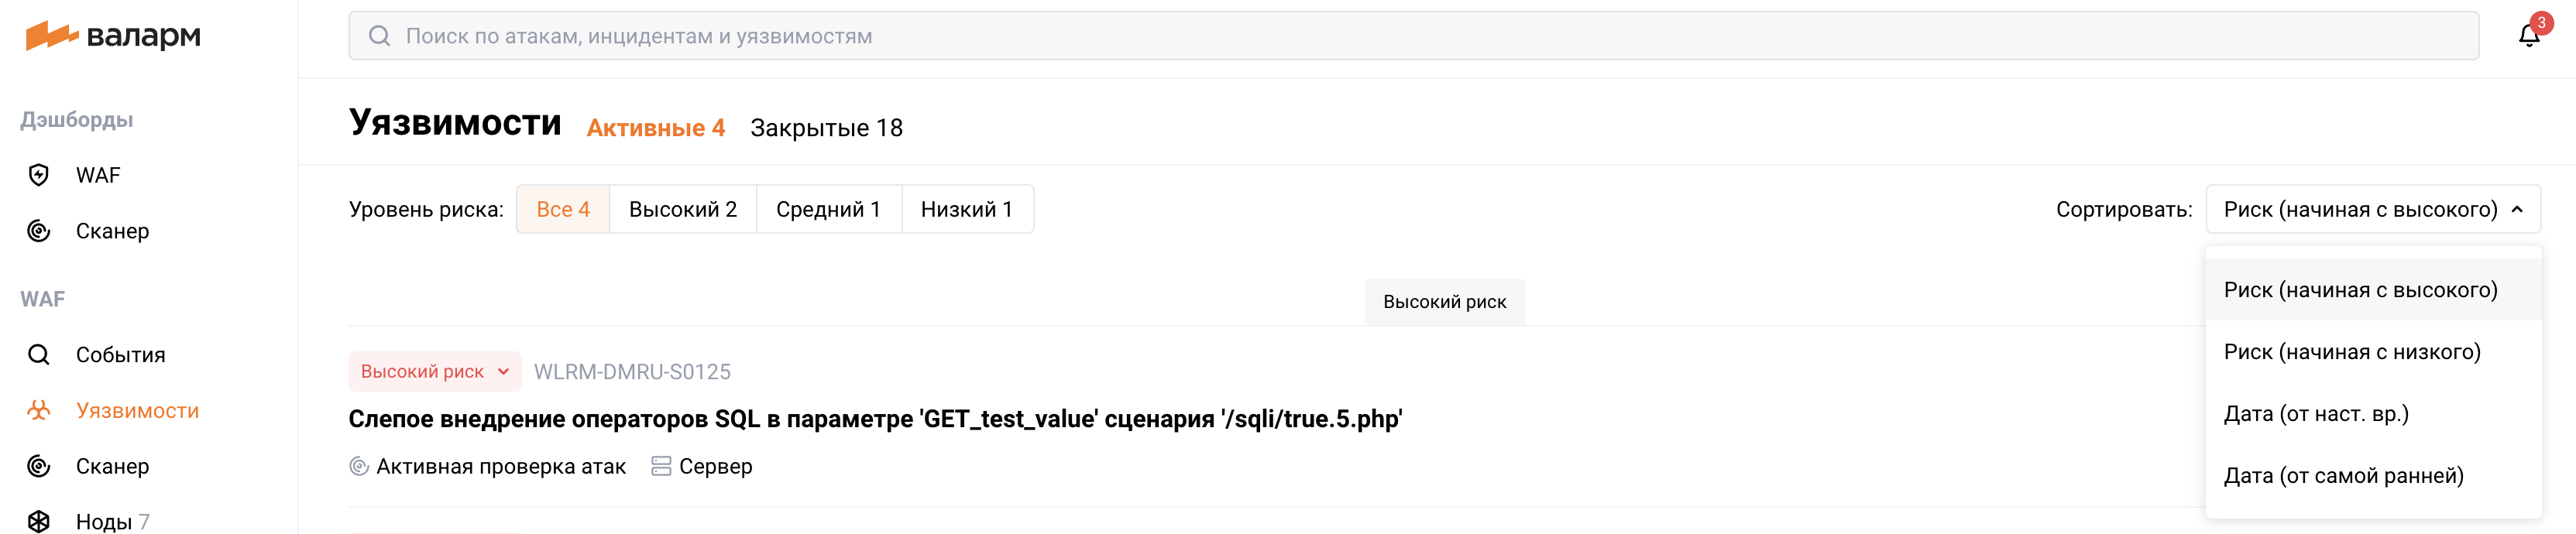 валарм
Поиск по атакам, инцидентам и уязвимостям
3
Дэшборды
WAF
Сканер
WAF
События
Уязвимости
Сканер
Ноды 7
Уязвимости Активные 4 Закрытые 18
Уровень риска: Все 4 Высокий 2 Средний 1 Низкий 1
Сортировать: Риск (начиная с высокого)
Риск (начиная с высокого)
Риск (начиная с низкого)
Дата (от наст. вр.)
Дата (от самой ранней)
Высокий риск
Высокий риск WLRM-DMRU-S0125
Слепое внедрение операторов SQL в параметре 'GET_test_value' сценария '/sqli/true.5.php'
Активная проверка атак Сервер